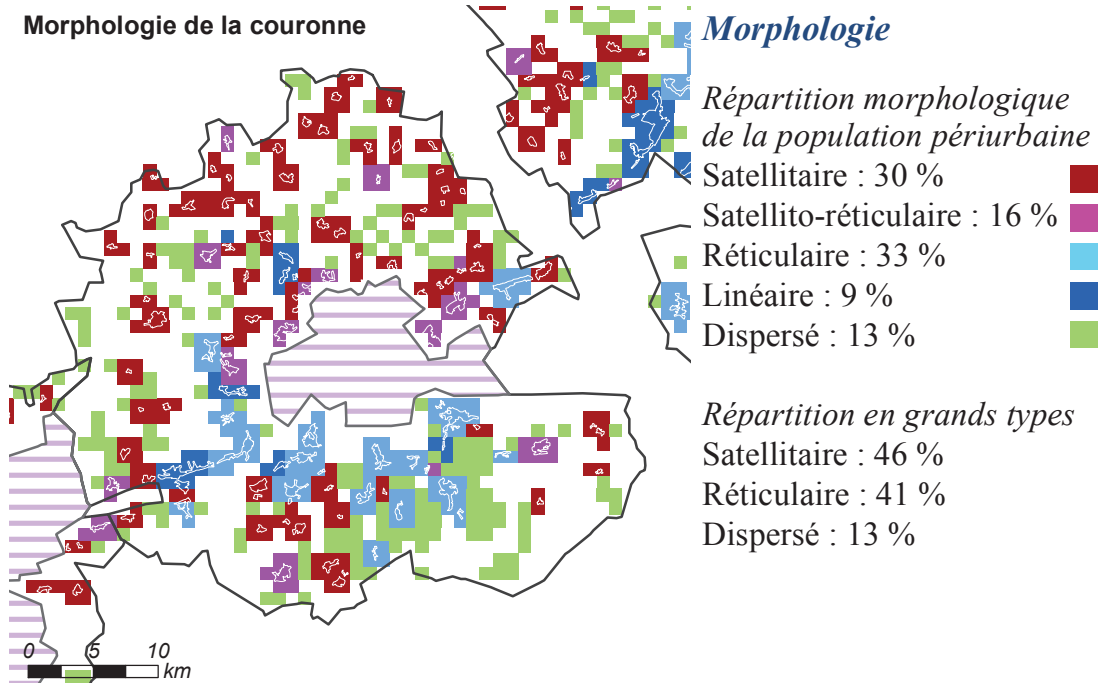 Morphologie de la couronne
Morphologie
Répartition morphologique
de la population périurbaine
Satellitaire : 30 %
Satellito-réticulaire : 16 %
Réticulaire : 33 %
Linéaire : 9 %
Dispersé : 13 %
Répartition en grands types
Satellitaire : 46 %
Réticulaire : 41 %
Dispersé : 13 %
0 5 10
km